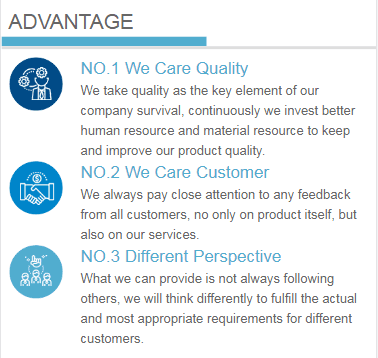 ADVANTAGE
NO.1 We Care Quality
We take quality as the key element of our
company survival, continuously we invest better
human resource and material resource to keep
and improve our product quality.
NO.2 We Care Customer
We always pay close attention to any feedback
from all customers, no only on product itself, but
also on our services.
NO.3 Different Perspective
What we can provide is not always following
others, we will think differently to fulfill the actual
and most appropriate requirements for different
customers.